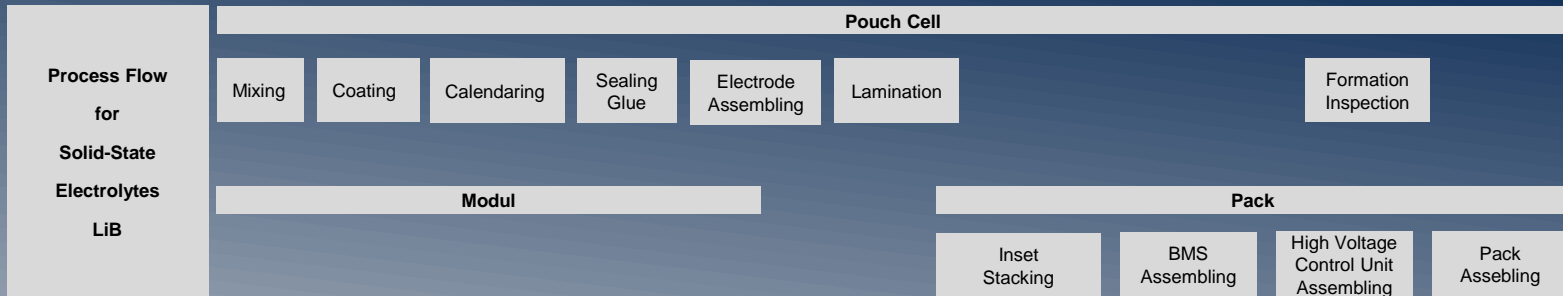 Process Flow
for
Solid-State
Electrolytes
LiB
Pouch Cell
Mixing
Coating
Calendaring
Sealing
Glue
Electrode
Assembling
Lamination
Formation
Inspection
Modul
Pack
Inset
Stacking
BMS
Assembling
High Voltage
Control Unit
Assembling
Pack
Assebling